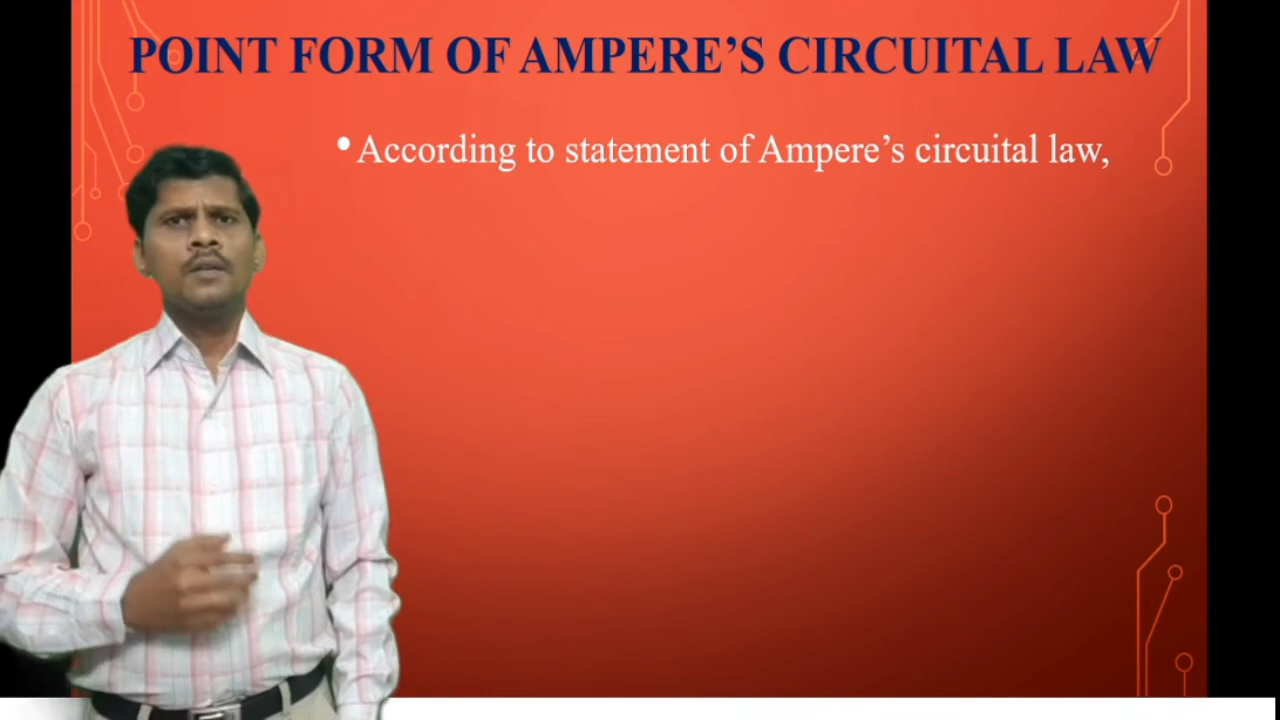 POINT FORM OF AMPERE’S CIRCUITAL LAW
•According to statement of Ampere’s circuital law,